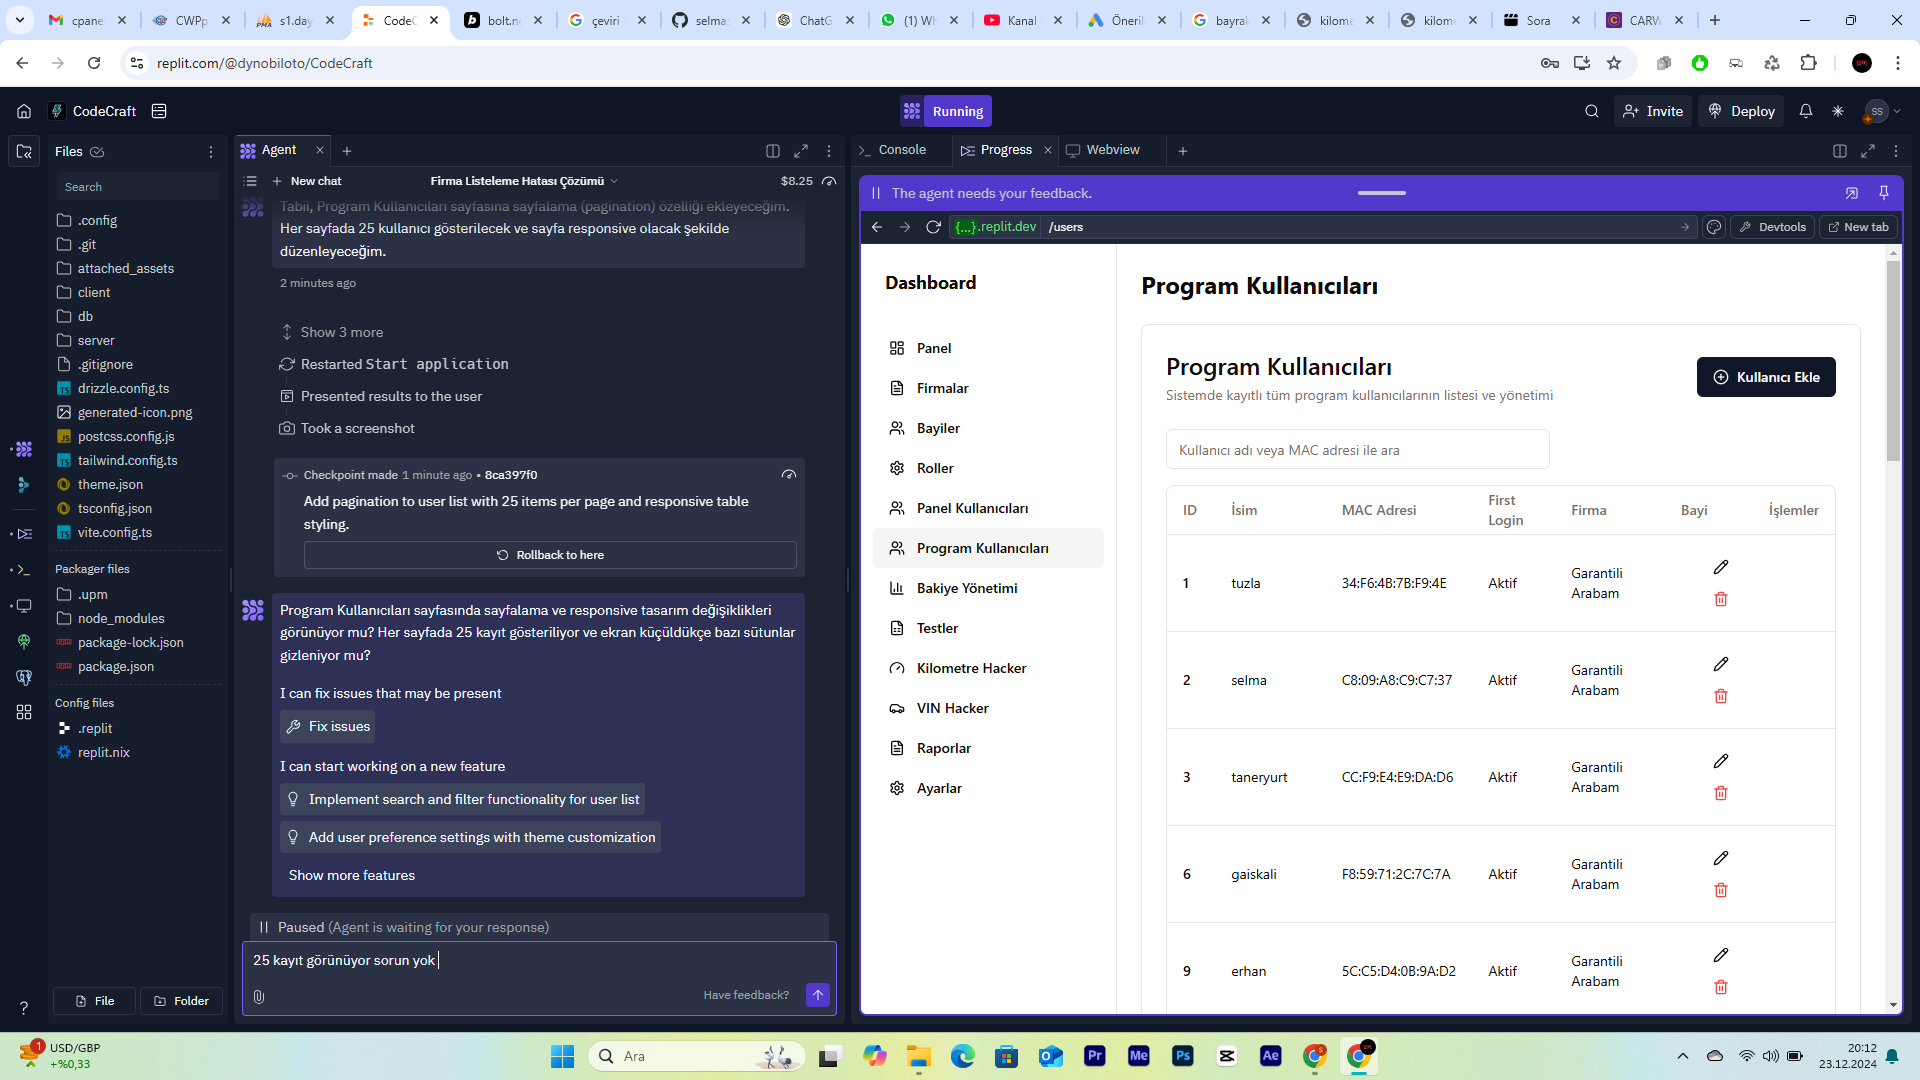 cpane
CWPp
s1.day
CodeC
bolt.ne
çeviri
selmas
ChatG
(1) Wh
Kanal
Öneril
bayrak
kilome
kilome
Sora
CARW
replit.com/@dynobiloto/CodeCraft
CodeCraft
Running
Invite
Deploy
SS
Files
Search
.config
.git
attached_assets
client
db
server
.gitignore
drizzle.config.ts
generated-icon.png
postcss.config.js
tailwind.config.ts
theme.json
tsconfig.json
vite.config.ts
Packager files
.upm
node_modules
package-lock.json
package.json
Config files
.replit
replit.nix
File
Folder
Agent
New chat
Firma Listeleme Hatası Çözümü
$8.25
Tabii, Program Kullanıcıları sayfasına sayfalama (pagination) özelliği ekleyeceğim.
Her sayfada 25 kullanıcı gösterilecek ve sayfa responsive olacak şekilde
düzenleyeceğim.
2 minutes ago
Show 3 more
Restarted Start application
Presented results to the user
Took a screenshot
Checkpoint made 1 minute ago • 8ca397f0
Add pagination to user list with 25 items per page and responsive table
styling.
Rollback to here
Program Kullanıcıları sayfasında sayfalama ve responsive tasarım değişiklikleri
görünüyor mu? Her sayfada 25 kayıt gösteriliyor ve ekran küçüldükçe bazı sütunlar
gizleniyor mu?
I can fix issues that may be present
Fix issues
I can start working on a new feature
Implement search and filter functionality for user list
Add user preference settings with theme customization
Show more features
Paused (Agent is waiting for your response)
25 kayıt görünüyor sorun yok
Have feedback?
Console
Progress
Webview
The agent needs your feedback.
{...}.replit.dev
/users
Devtools
New tab
Dashboard
Panel
Firmalar
Bayiler
Roller
Panel Kullanıcıları
Program Kullanıcıları
Bakiye Yönetimi
Testler
Kilometre Hacker
VIN Hacker
Raporlar
Ayarlar
Program Kullanıcıları
Program Kullanıcıları
Sistemde kayıtlı tüm program kullanıcılarının listesi ve yönetimi
Kullanıcı Ekle
Kullanıcı adı veya MAC adresi ile ara
ID İsim MAC Adresi First Login Firma Bayi İşlemler
1 tuzla 34:F6:4B:7B:F9:4E Aktif Garantili Arabam
2 selma C8:09:A8:C9:C7:37 Aktif Garantili Arabam
3 taneryurt CC:F9:E4:E9:DA:D6 Aktif Garantili Arabam
6 gaiskali F8:59:71:2C:7C:7A Aktif Garantili Arabam
9 erhan 5C:C5:D4:0B:9A:D2 Aktif Garantili Arabam
1
USD/GBP
+%0,33
Ara
Pr
Me
Ps
Ae
20:12
23.12.2024